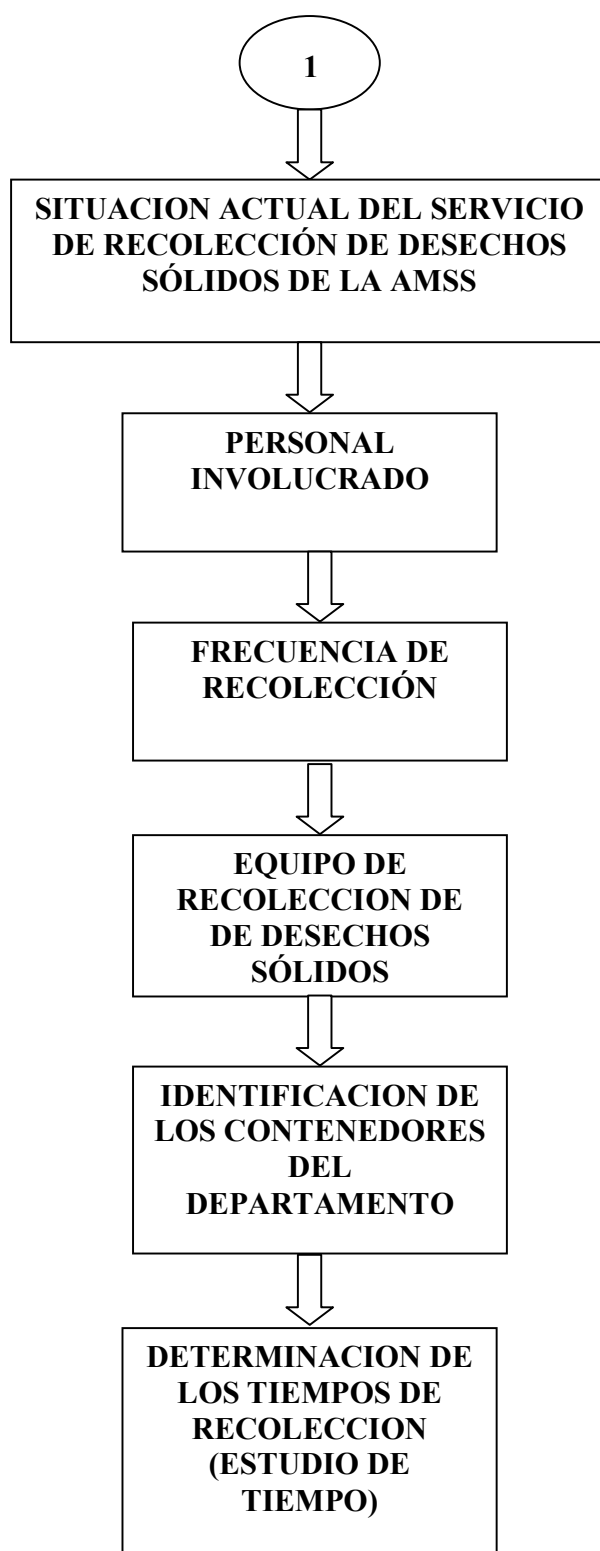 1
SITUACION ACTUAL DEL SERVICIO
DE RECOLECCIÓN DE DESECHOS
SÓLIDOS DE LA AMSS
PERSONAL
INVOLUCRADO
FRECUENCIA DE
RECOLECCIÓN
EQUIPO DE
RECOLECCION DE
DE DESECHOS
SÓLIDOS
IDENTIFICACION DE
LOS CONTENEDORES
DEL
DEPARTAMENTO
DETERMINACION DE
LOS TIEMPOS DE
RECOLECCION
(ESTUDIO DE
TIEMPO)